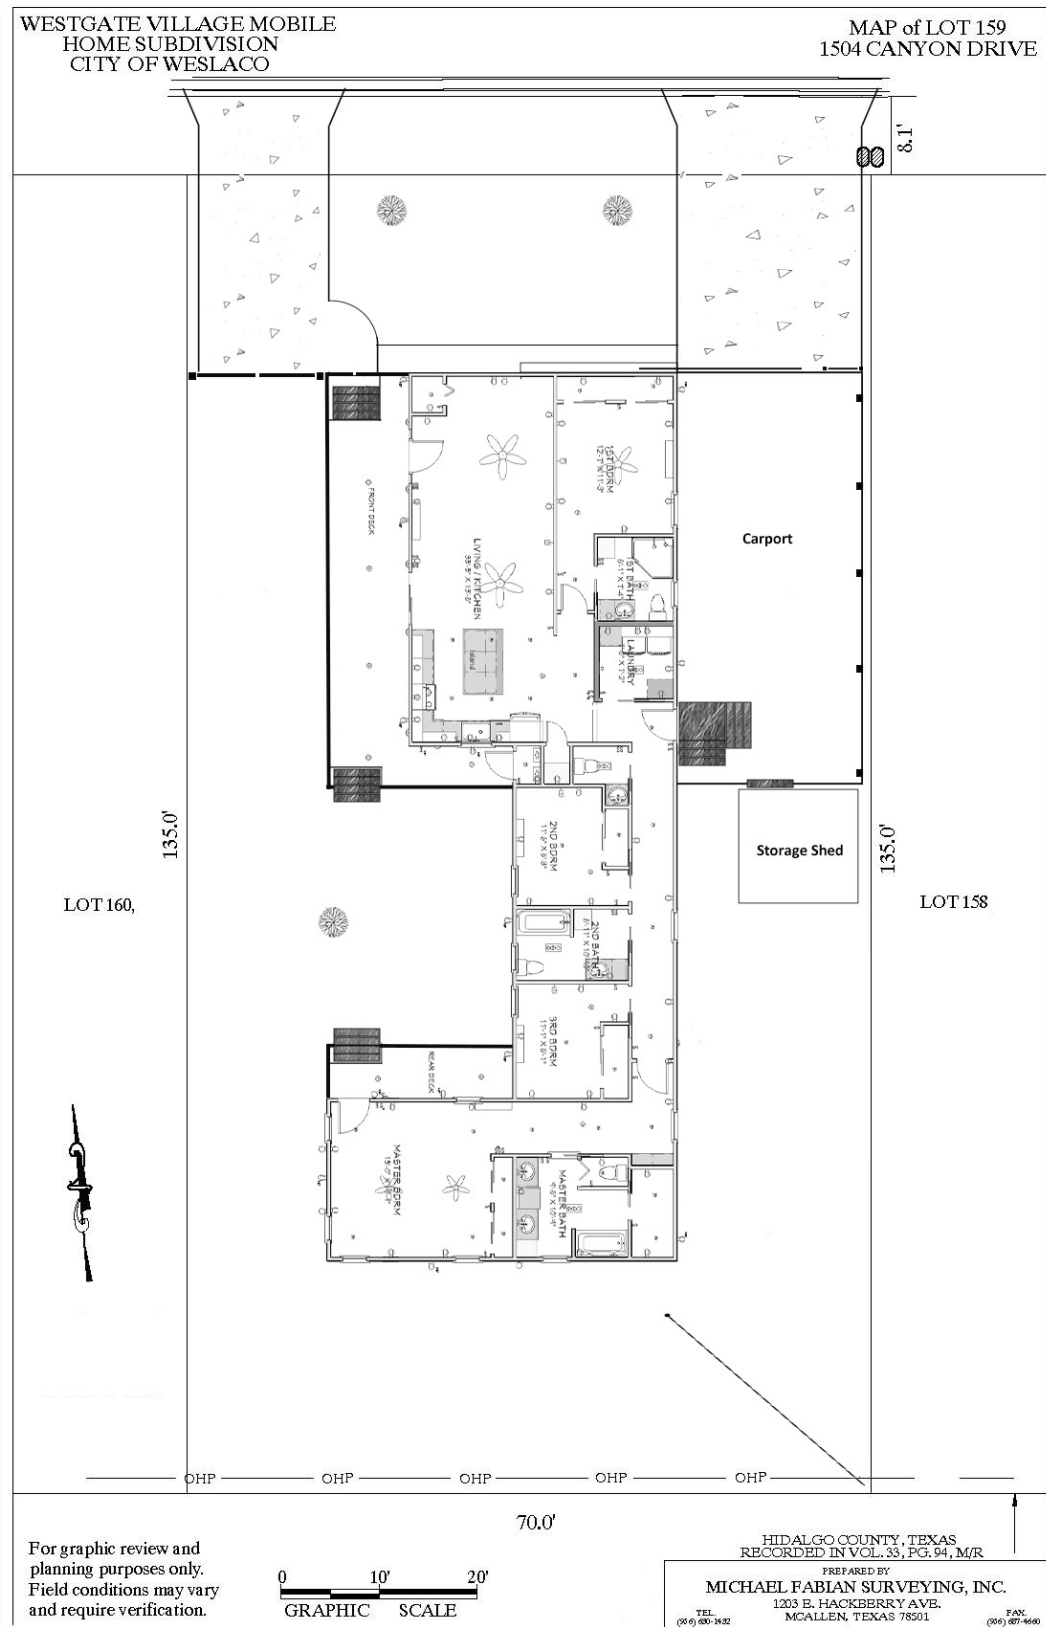 WESTGATE VILLAGE MOBILE
HOME SUBDIVISION
CITY OF WESLACO
MAP of LOT 159
1504 CANYON DRIVE
8.1'
1ST BDRM
12'-7" X 11'-3"
FRONT DECK
LIVING / KITCHEN
Carport
1ST BATH
Island
LAUNDRY
135.0'
2ND BDRM
Storage Shed
135.0'
LOT 160,
LOT 158
2ND BATH
3RD BDRM
REAR DECK
MASTER BDRM
MASTER BATH
OHP
OHP
OHP
OHP
OHP
70.0'
For graphic review and
planning purposes only.
Field conditions may vary
and require verification.
0 10' 20'
GRAPHIC SCALE
HIDALGO COUNTY, TEXAS
RECORDED IN VOL. 33, PG. 94, M/R
PREPARED BY
MICHAEL FABIAN SURVEYING, INC.
1203 E. HACKBERRY AVE.
MCALLEN, TEXAS 78501
TEL.
FAX.